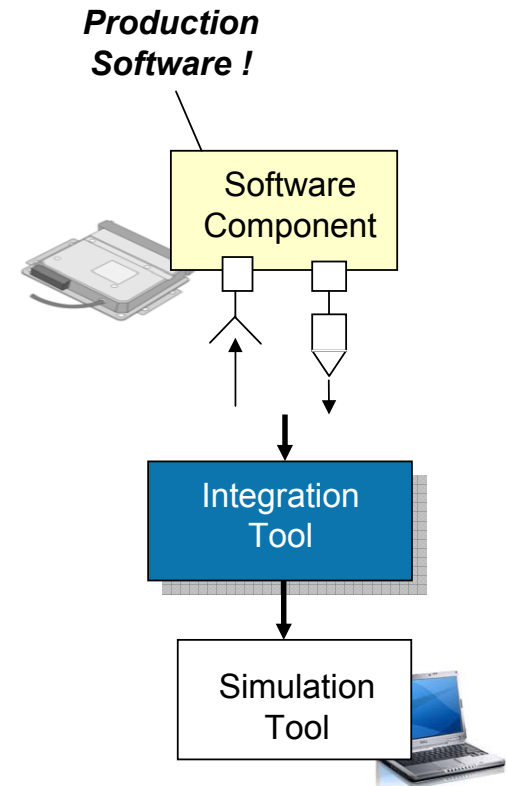 Production
Software !
Software
Component
Integration
Tool
Simulation
Tool